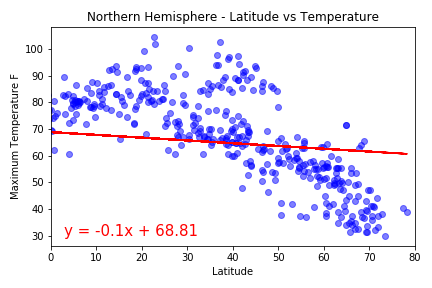 Northern Hemisphere - Latitude vs Temperature
Maximum Temperature F
100
90
80
70
60
50
40
30
y = -0.1x + 68.81
0 10 20 30 40 50 60 70 80
Latitude